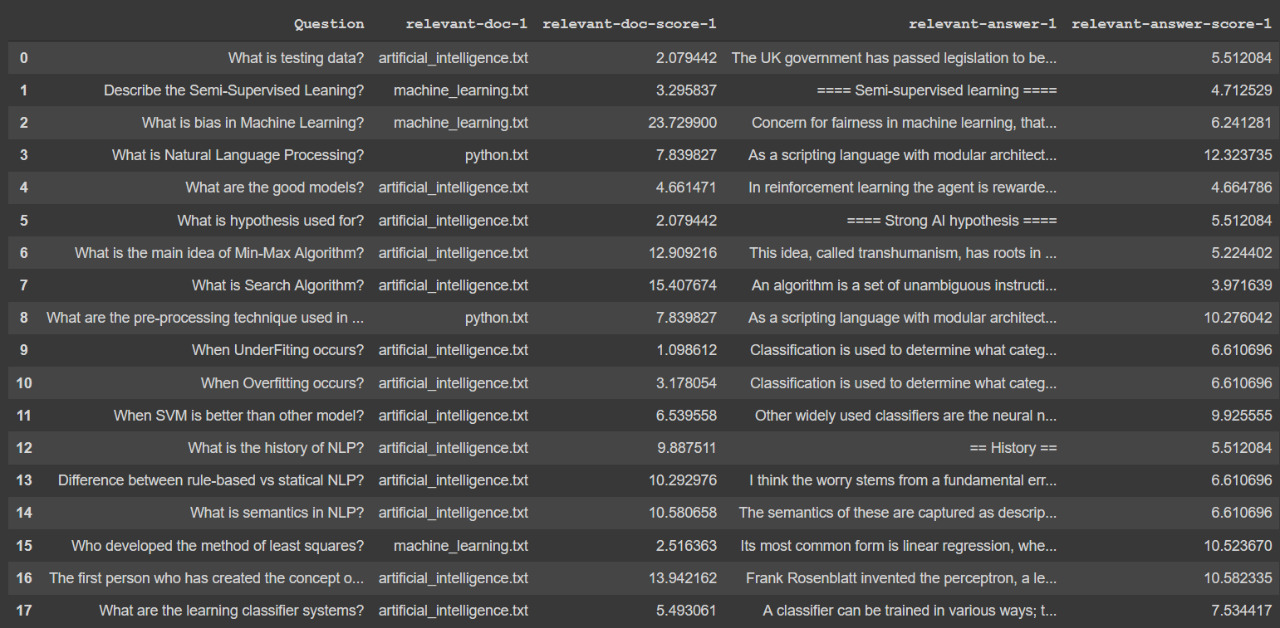 Question relevant-doc-1 relevant-doc-score-1 relevant-answer-1 relevant-answer-score-1
0 What is testing data? artificial_intelligence.txt 2.079442 The UK government has passed legislation to be... 5.512084
1 Describe the Semi-Supervised Leaning? machine_learning.txt 3.295837 ==== Semi-supervised learning ==== 4.712529
2 What is bias in Machine Learning? machine_learning.txt 23.729900 Concern for fairness in machine learning, that... 6.241281
3 What is Natural Language Processing? python.txt 7.839827 As a scripting language with modular architect... 12.323735
4 What are the good models? artificial_intelligence.txt 4.661471 In reinforcement learning the agent is rewarde... 4.664786
5 What is hypothesis used for? artificial_intelligence.txt 2.079442 ==== Strong AI hypothesis ==== 5.512084
6 What is the main idea of Min-Max Algorithm? artificial_intelligence.txt 12.909216 This idea, called transhumanism, has roots in ... 5.224402
7 What is Search Algorithm? artificial_intelligence.txt 15.407674 An algorithm is a set of unambiguous instructi... 3.971639
8 What are the pre-processing technique used in ... python.txt 7.839827 As a scripting language with modular architect... 10.276042
9 When UnderFiting occurs? artificial_intelligence.txt 1.098612 Classification is used to determine what categ... 6.610696
10 When Overfitting occurs? artificial_intelligence.txt 3.178054 Classification is used to determine what categ... 6.610696
11 When SVM is better than other model? artificial_intelligence.txt 6.539558 Other widely used classifiers are the neural n... 9.925555
12 What is the history of NLP? artificial_intelligence.txt 9.887511 == History == 5.512084
13 Difference between rule-based vs statical NLP? artificial_intelligence.txt 10.292976 I think the worry stems from a fundamental err... 6.610696
14 What is semantics in NLP? artificial_intelligence.txt 10.580658 The semantics of these are captured as descrip... 6.610696
15 Who developed the method of least squares? machine_learning.txt 2.516363 Its most common form is linear regression, whe... 10.523670
16 The first person who has created the concept o... artificial_intelligence.txt 13.942162 Frank Rosenblatt invented the perceptron, a le... 10.582335
17 What are the learning classifier systems? artificial_intelligence.txt 5.493061 A classifier can be trained in various ways; t... 7.534417